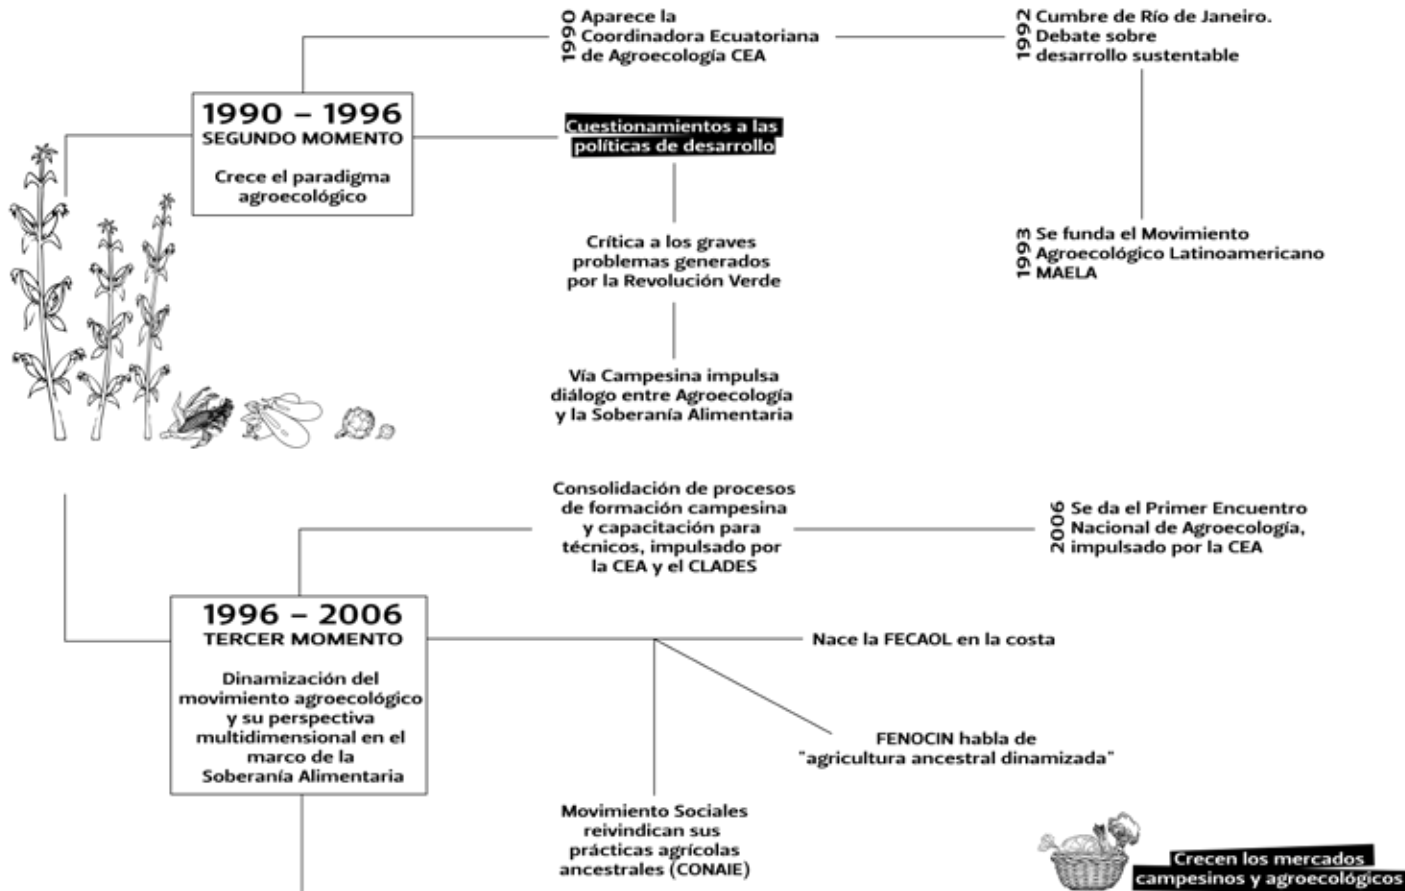 1990
Aparece la
Coordinadora Ecuatoriana
de Agroecología CEA
1992
Cumbre de Río de Janeiro.
Debate sobre
desarrollo sustentable
1990 – 1996
SEGUNDO MOMENTO
Crece el paradigma
agroecológico
Cuestionamientos a las
políticas de desarrollo
Crítica a los graves
problemas generados
por la Revolución Verde
1993
Se funda el Movimiento
Agroecológico Latinoamericano
MAELA
Vía Campesina impulsa
diálogo entre Agroecología
y la Soberanía Alimentaria
Consolidación de procesos
de formación campesina
y capacitación para
técnicos, impulsado por
la CEA y el CLADES
2006
Se da el Primer Encuentro
Nacional de Agroecología,
impulsado por la CEA
1996 – 2006
TERCER MOMENTO
Dinamización del
movimiento agroecológico
y su perspectiva
multidimensional en el
marco de la
Soberanía Alimentaria
Nace la FECAOL en la costa
FENOCIN habla de
"agricultura ancestral dinamizada"
Movimiento Sociales
reivindican sus
prácticas agrícolas
ancestrales (CONAIE)
Crecen los mercados
campesinos y agroecológicos